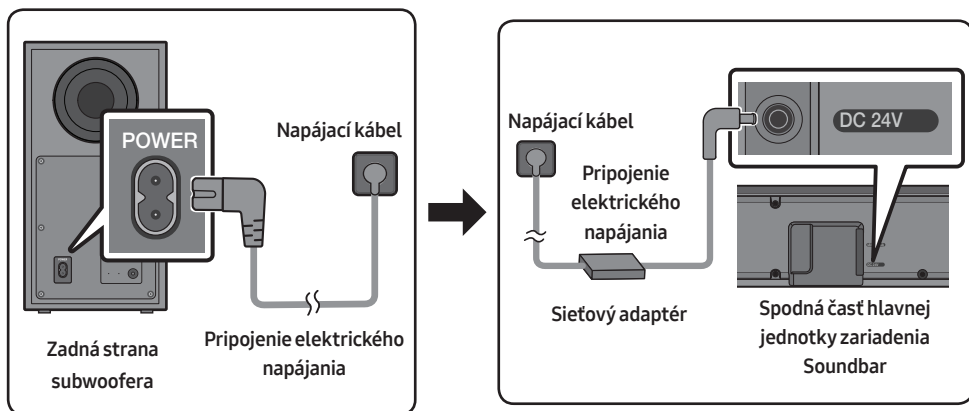 POWER
Napájací kábel
Zadná strana
subwoofera
Pripojenie elektrického
napájania
Napájací kábel
Pripojenie
elektrického
napájania
Sieťový adaptér
DC 24V
Spodná časť hlavnej
jednotky zariadenia
Soundbar